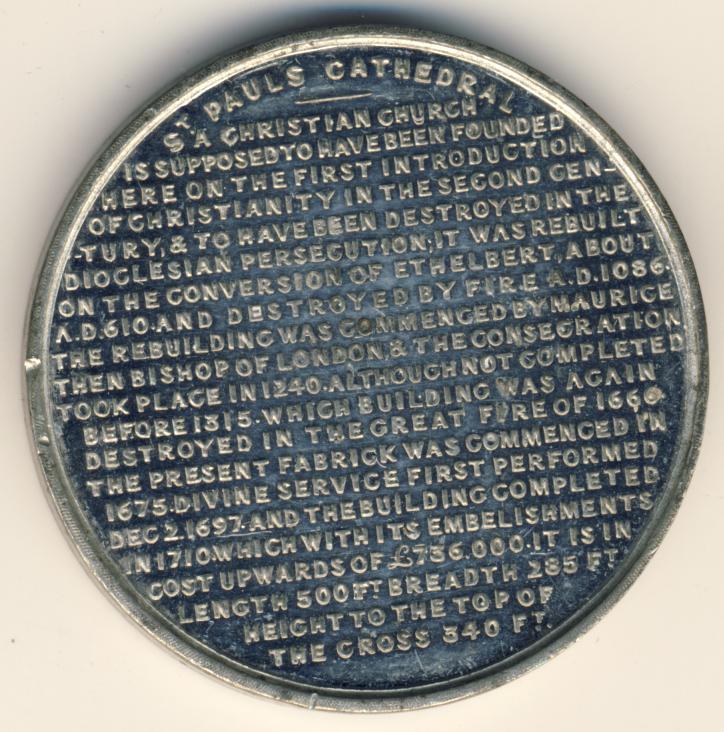 ST. PAULS CATHEDRAL
A CHRISTIAN CHURCH
IS SUPPOSED TO HAVE BEEN FOUNDED
HERE ON THE FIRST INTRODUCTION
OF CHRISTIANITY IN THE SECOND CEN-
TURY, & TO HAVE BEEN DESTROYED IN THE
DIOCLESIAN PERSECUTION, IT WAS REBUILT
ON THE CONVERSION OF ETHELBERT, ABOUT
A.D. 610. AND DESTROYED BY FIRE A.D. 1086.
THE REBUILDING WAS COMMENCED BY MAURICE
THEN BISHOP OF LONDON & THE CONSECRATION
TOOK PLACE IN 1240. ALTHOUGH NOT COMPLETED
BEFORE 1315. WHICH BUILDING WAS AGAIN
DESTROYED IN THE GREAT FIRE OF 1666.
THE PRESENT FABRICK WAS COMMENCED IN
1675. DIVINE SERVICE FIRST PERFORMED
DEC 2. 1697. AND THE BUILDING COMPLETED
IN 1710 WHICH WITH ITS EMBELISHMENTS
COST UPWARDS OF £736.000. IT IS IN
LENGTH 500 FT BREADTH 285 FT.
HEIGHT TO THE TOP OF
THE CROSS 340 FT.